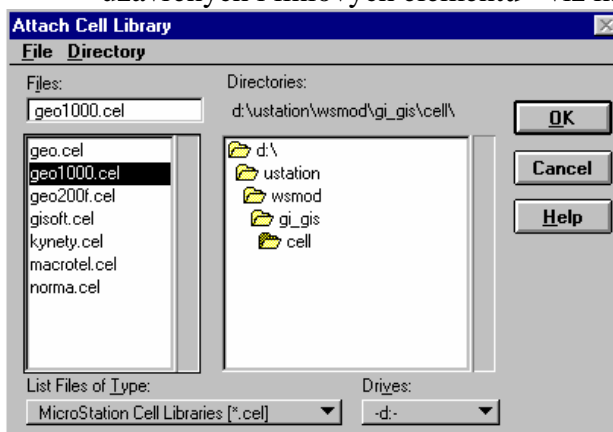 Attach Cell Library
File Directory
Files:
geo1000.cel
geo.cel
geo1000.cel
geo200f.cel
gisoft.cel
kynety.cel
macrotel.cel
norma.cel
List Files of Type:
MicroStation Cell Libraries [*.cel]
Directories:
d:\ustation\wsmod\gi_gis\cell\
d:\
ustation
wsmod
gi_gis
cell
Drives:
-d:-
OK
Cancel
Help